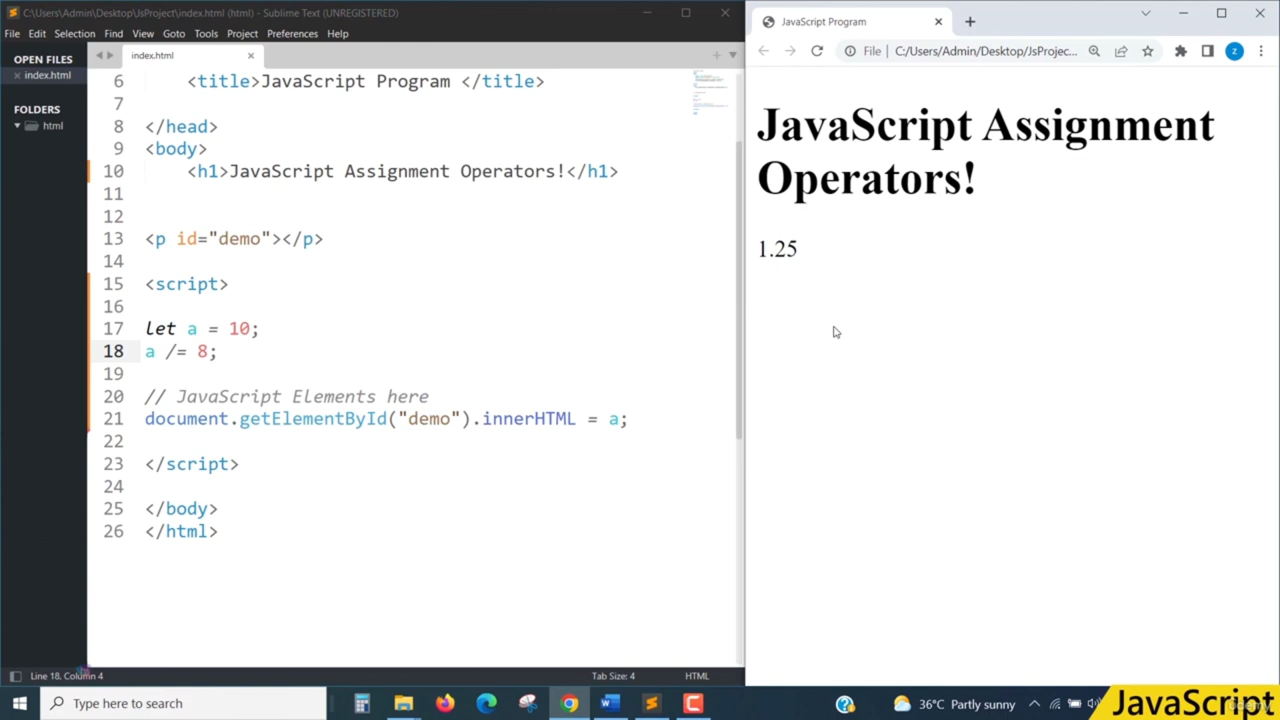 C:\Users\Admin\Desktop\JsProject\index.html (html) - Sublime Text (UNREGISTERED)
File Edit Selection Find View Goto Tools Project Preferences Help
OPEN FILES
index.html
FOLDERS
html
index.html
6 <title>JavaScript Program </title>
7
8 </head>
9 <body>
10 <h1>JavaScript Assignment Operators!</h1>
11
12
13 <p id="demo"></p>
14
15 <script>
16
17 let a = 10;
18 a /= 8;
19
20 // JavaScript Elements here
21 document.getElementById("demo").innerHTML = a;
22
23 </script>
24
25 </body>
26 </html>
Line 18, Column 4
Tab Size: 4
HTML
JavaScript Program
File
C:/Users/Admin/Desktop/JsProjec...
z
JavaScript Assignment
Operators!
1.25
Type here to search
36°C Partly sunny
JavaScript